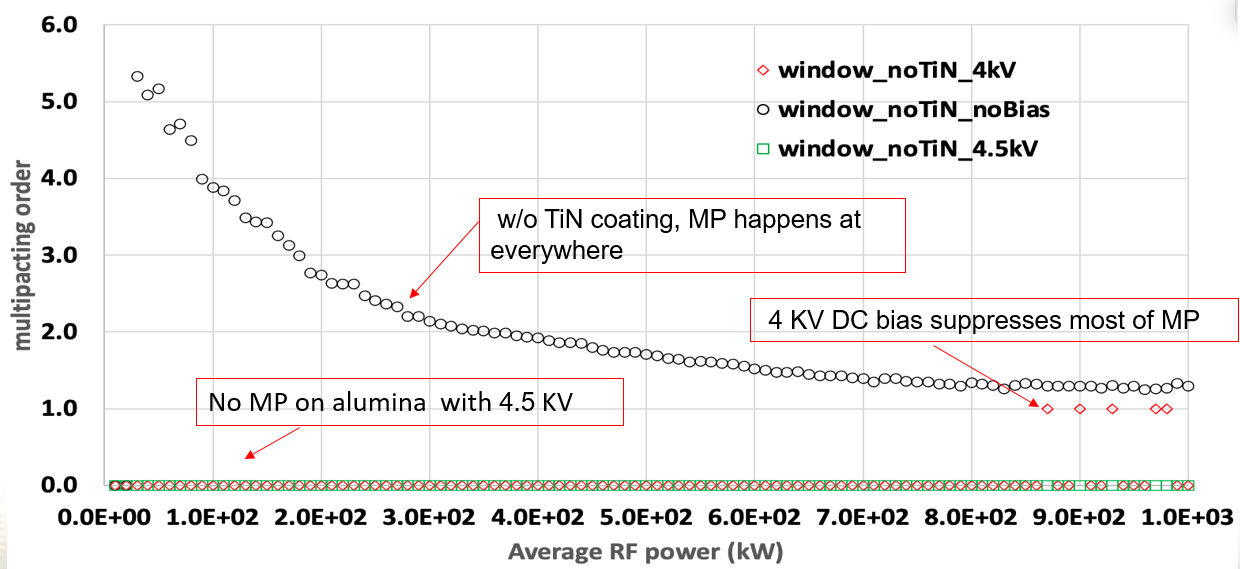 6.0
5.0
4.0
3.0
2.0
1.0
0.0
multipacting order
window_noTiN_4kV
window_noTiN_noBias
window_noTiN_4.5kV
w/o TiN coating, MP happens at
everywhere
4 KV DC bias suppresses most of MP
No MP on alumina with 4.5 KV
0.0E+00 1.0E+02 2.0E+02 3.0E+02 4.0E+02 5.0E+02 6.0E+02 7.0E+02 8.0E+02 9.0E+02 1.0E+03
Average RF power (kW)